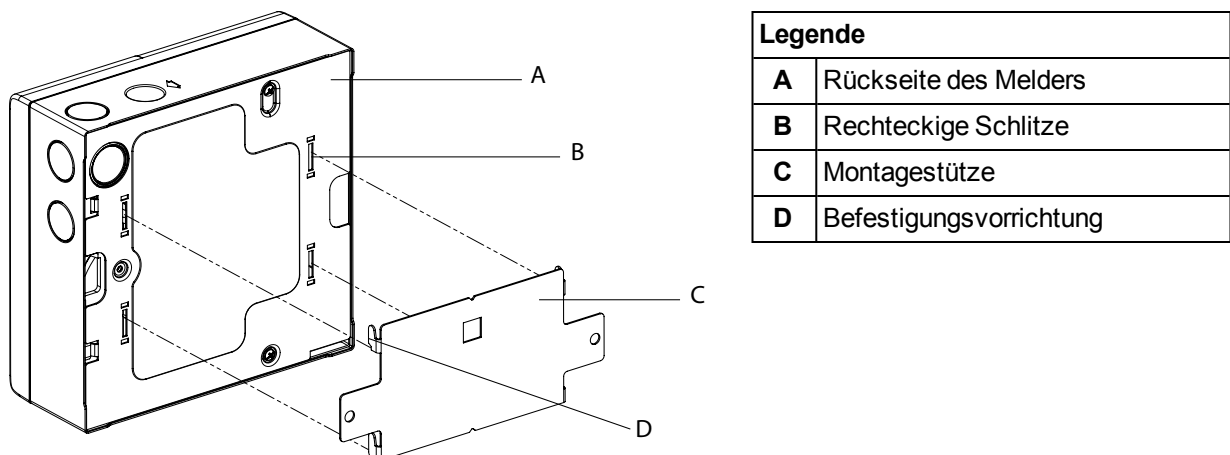 A
B
C
D
Legende
A Rückseite des Melders
B Rechteckige Schlitze
C Montagestütze
D Befestigungsvorrichtung